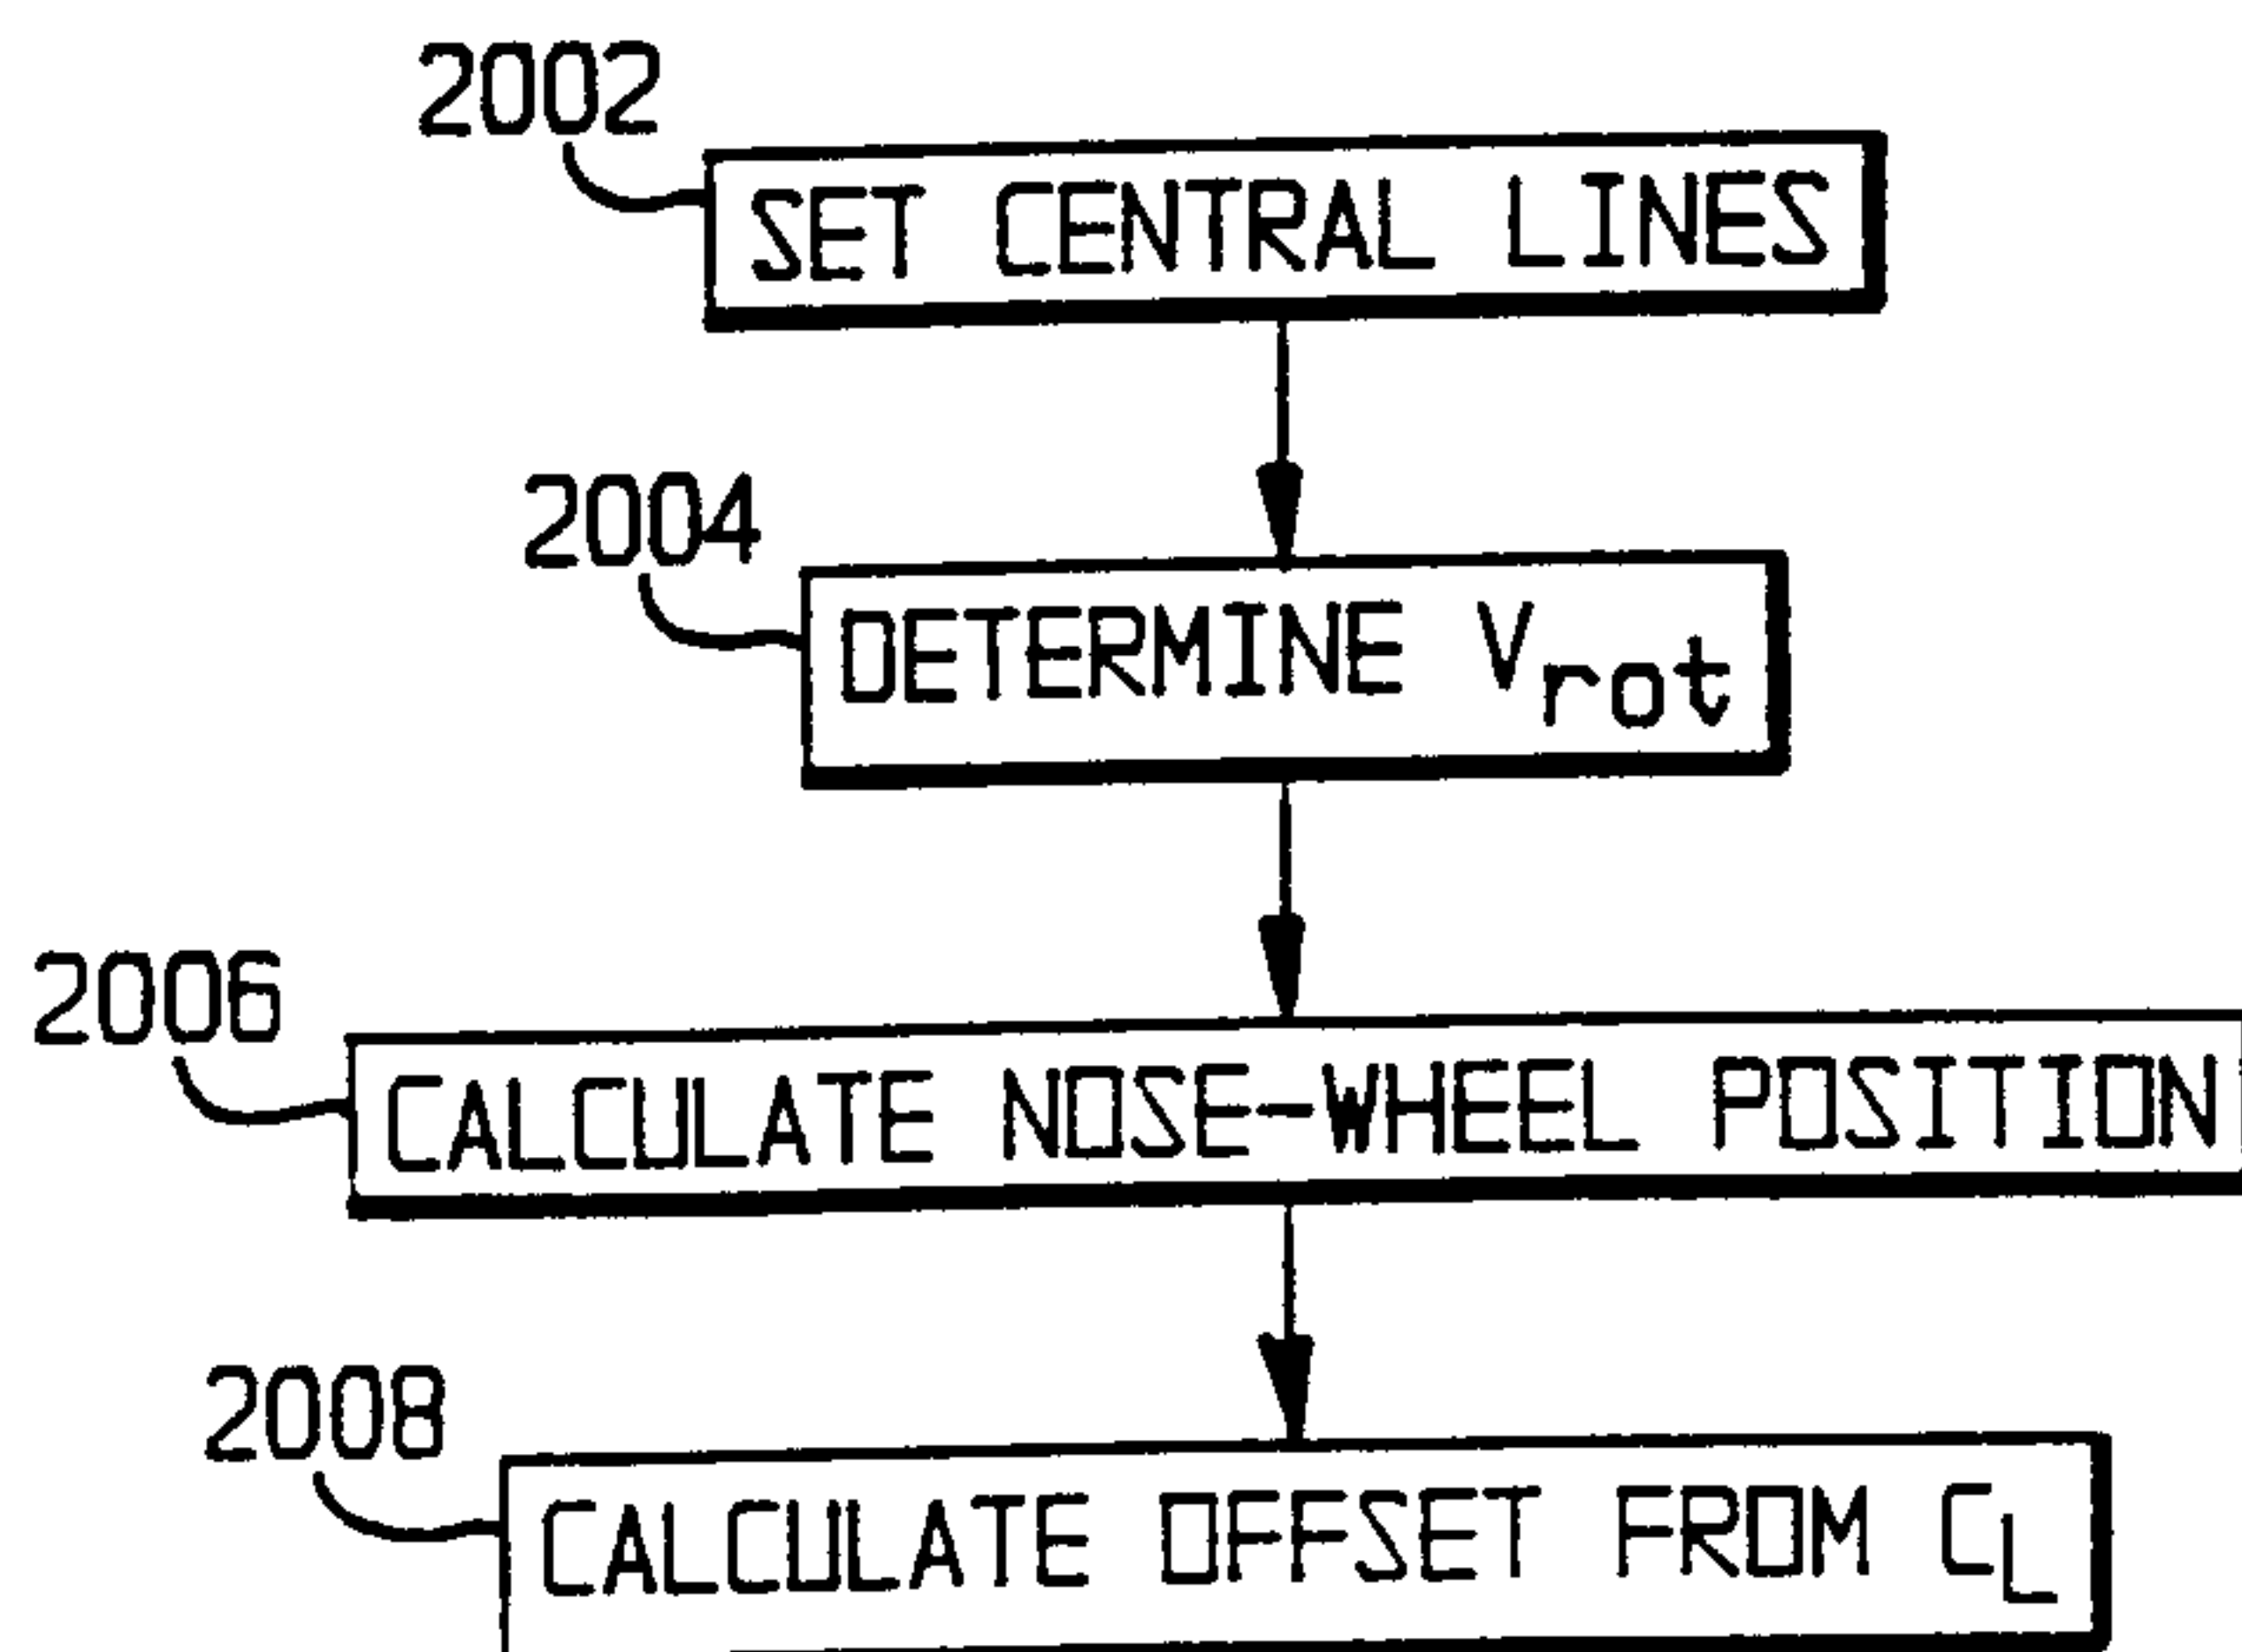 2002
SET CENTRAL LINES
2004
DETERMINE Vrot
2006
CALCULATE NOSE-WHEEL POSITION
2008
CALCULATE OFFSET FROM CL